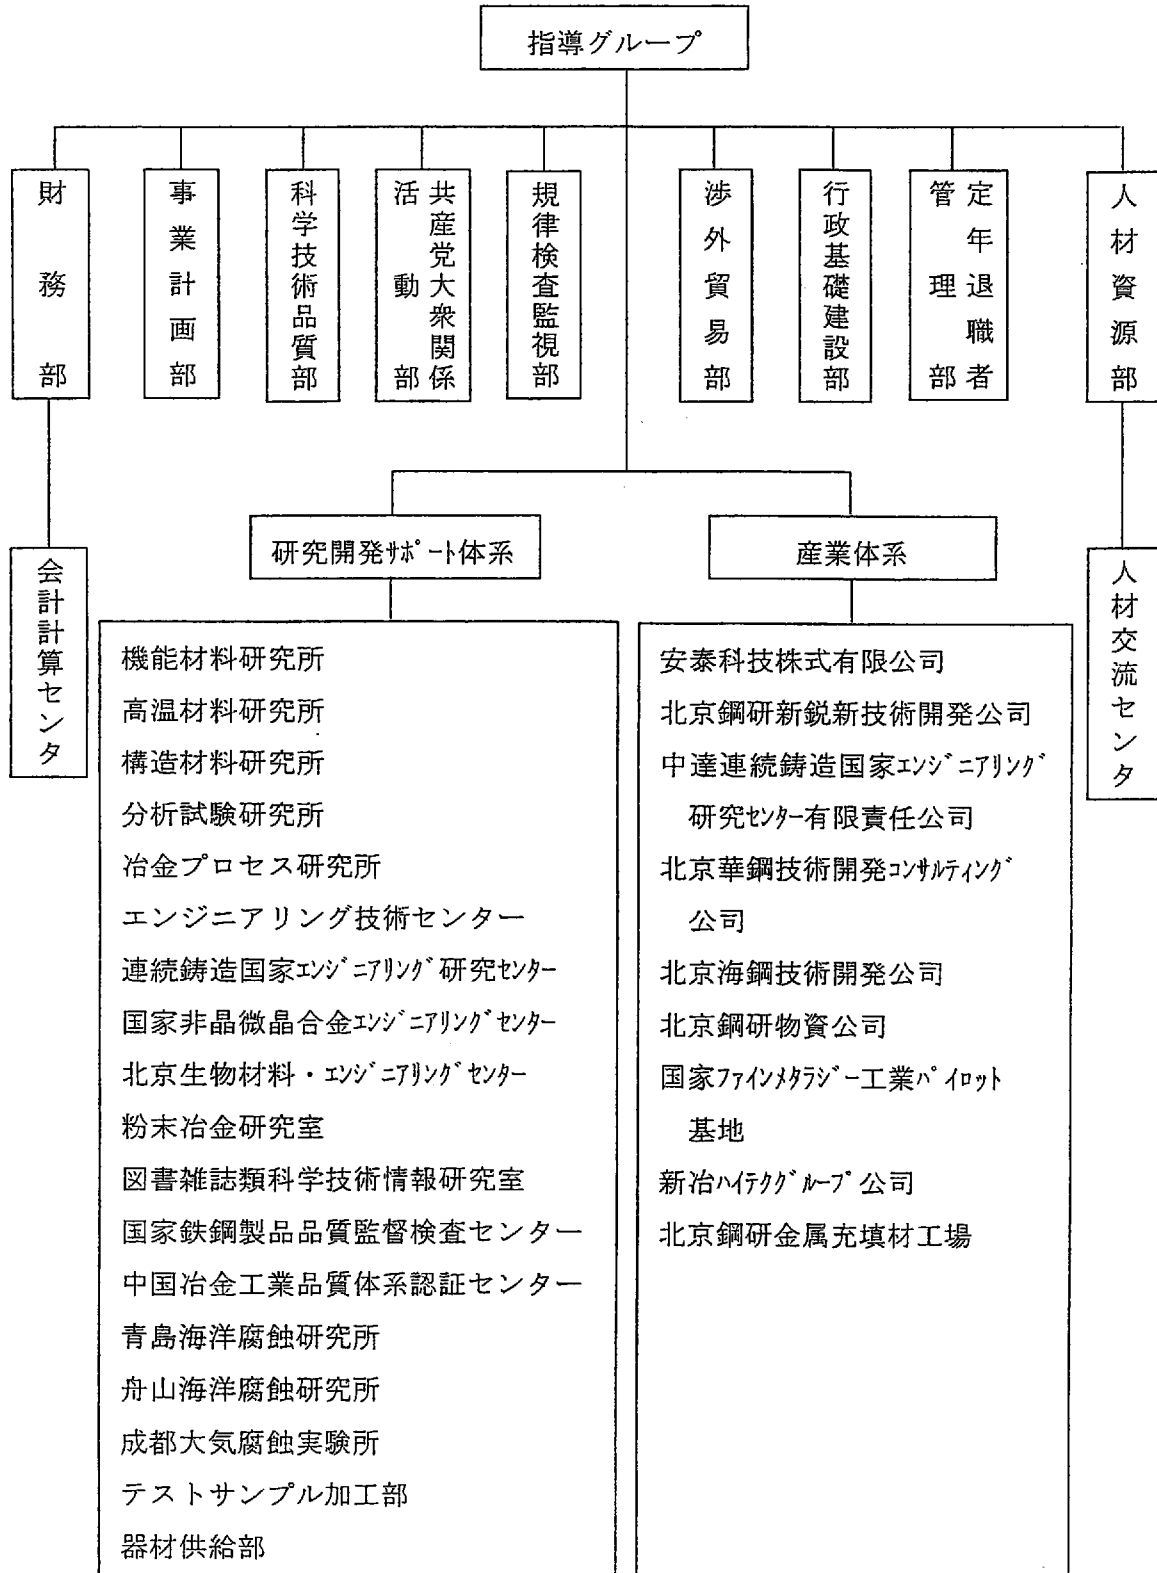 指導グループ
財務部
事業計画部
科学技術品質部
共産党大衆関係
活動部
規律検査監視部
渉外貿易部
行政基礎建設部
定年退職者
管理部
人材資源部
研究開発ｻﾎﾟｰﾄ体系
産業体系
会計計算センタ
人材交流センタ
機能材料研究所
高温材料研究所
構造材料研究所
分析試験研究所
冶金プロセス研究所
エンジニアリング技術センター
連続鋳造国家ｴﾝｼﾞﾆｱﾘﾝｸﾞ研究ｾﾝﾀｰ
国家非晶微晶合金ｴﾝｼﾞﾆｱﾘﾝｸﾞｾﾝﾀｰ
北京生物材料・ｴﾝｼﾞﾆｱﾘﾝｸﾞｾﾝﾀｰ
粉末冶金研究室
図書雑誌類科学技術情報研究室
国家鉄鋼製品品質監督検査センター
中国冶金工業品質体系認証センター
青島海洋腐蝕研究所
舟山海洋腐蝕研究所
成都大気腐蝕実験所
テストサンプル加工部
器材供給部
安泰科技株式有限公司
北京鋼研新鋭新技術開発公司
中達連続鋳造国家ｴﾝｼﾞﾆｱﾘﾝｸﾞ
研究ｾﾝﾀｰ有限責任公司
北京華鋼技術開発ｺﾝｻﾙﾃｨﾝｸﾞ
公司
北京海鋼技術開発公司
北京鋼研物資公司
国家ﾌｧｲﾝﾒﾀﾗｼﾞｰ工業ﾊﾟｲﾛｯﾄ
基地
新冶ﾊｲﾃｸｸﾞﾙｰﾌﾟ公司
北京鋼研金属充填材工場